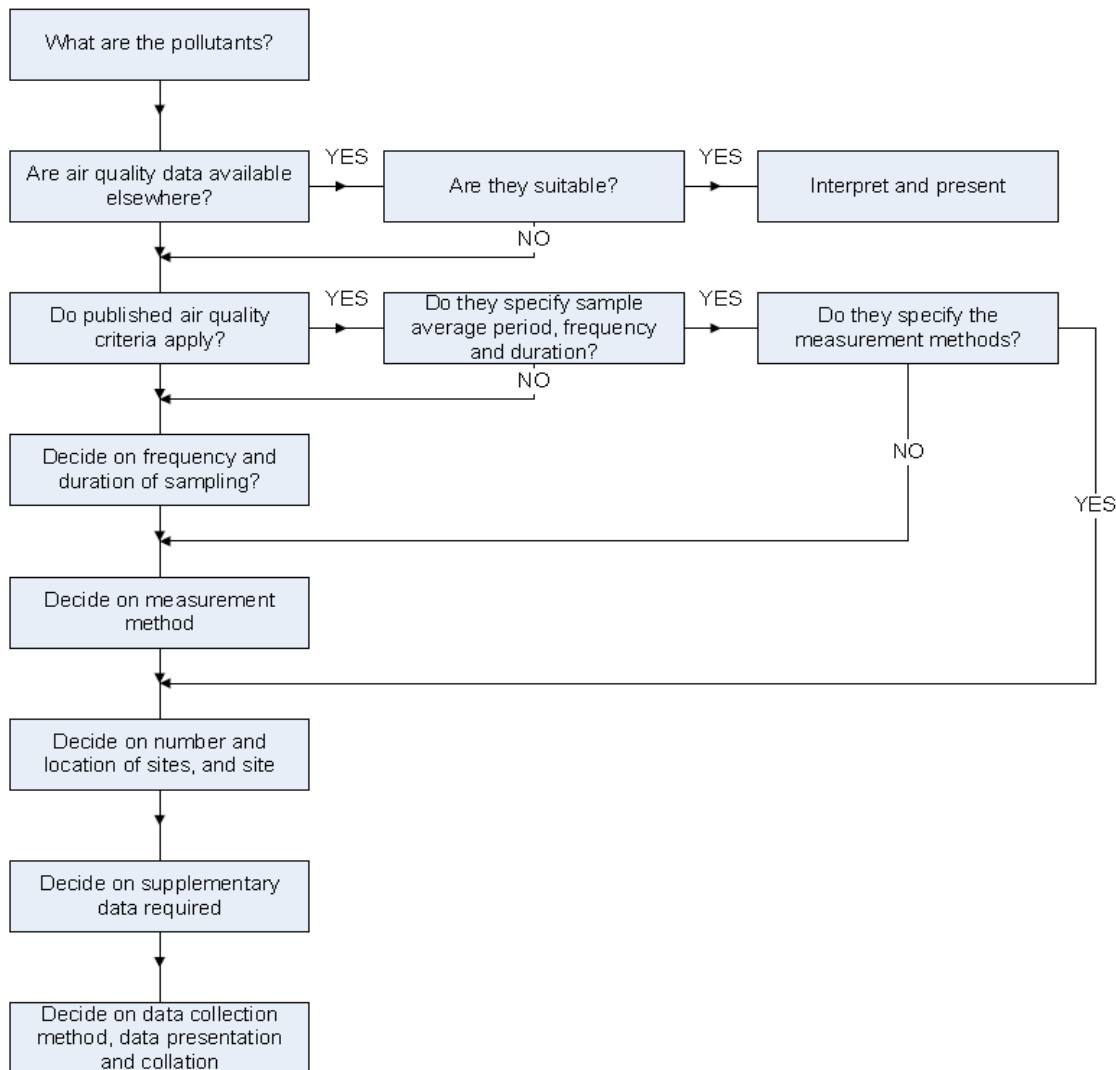 What are the pollutants?
YES
YES
Are air quality data available
elsewhere?
Are they suitable?
Interpret and present
NO
YES
YES
Do published air quality
criteria apply?
Do they specify sample
average period, frequency
and duration?
Do they specify the
measurement methods?
NO
Decide on frequency and
duration of sampling?
NO
YES
Decide on measurement
method
Decide on number and
location of sites, and site
Decide on supplementary
data required
Decide on data collection
method, data presentation
and collation